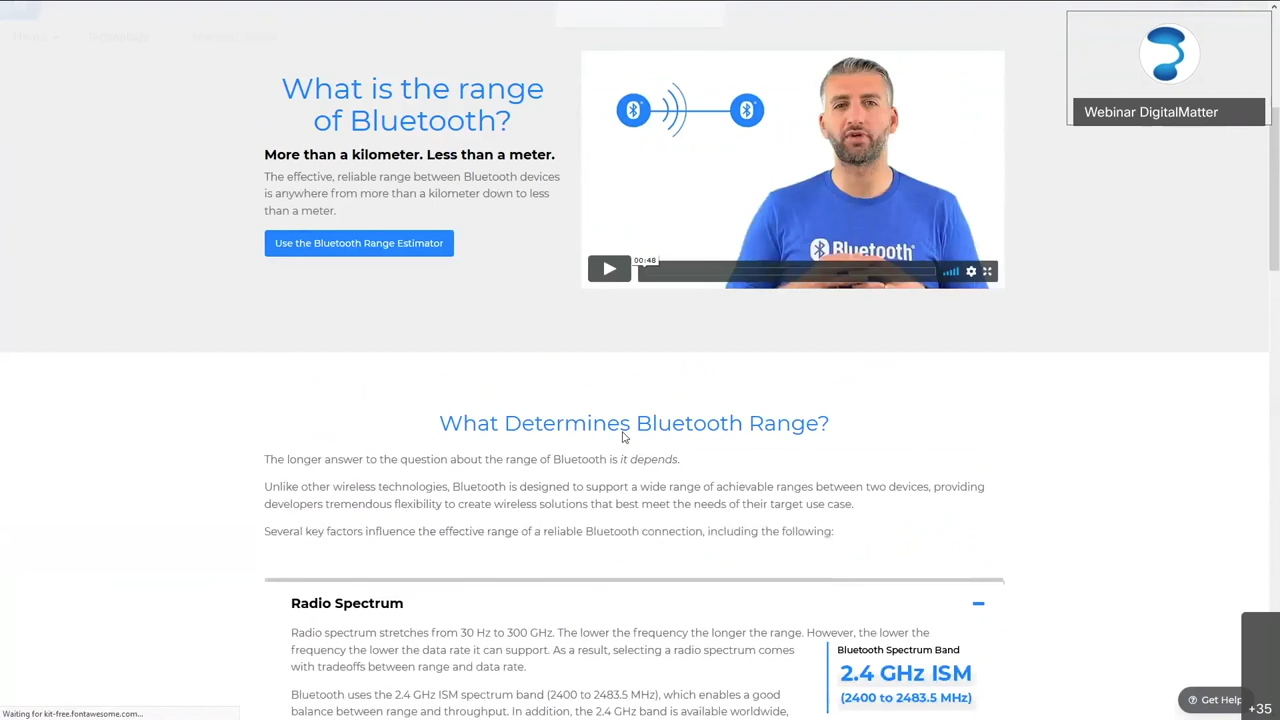 What is the range
of Bluetooth?
More than a kilometer. Less than a meter.
The effective, reliable range between Bluetooth devices
is anywhere from more than a kilometer down to less
than a meter.
Use the Bluetooth Range Estimator
Bluetooth
00:48
Webinar DigitalMatter
What Determines Bluetooth Range?
The longer answer to the question about the range of Bluetooth is it depends.
Unlike other wireless technologies, Bluetooth is designed to support a wide range of achievable ranges between two devices, providing
developers tremendous flexibility to create wireless solutions that best meet the needs of their target use case.
Several key factors influence the effective range of a reliable Bluetooth connection, including the following:
Radio Spectrum
Radio spectrum stretches from 30 Hz to 300 GHz. The lower the frequency the longer the range. However, the lower the
frequency the lower the data rate it can support. As a result, selecting a radio spectrum comes
with tradeoffs between range and data rate.
Bluetooth uses the 2.4 GHz ISM spectrum band (2400 to 2483.5 MHz), which enables a good
balance between range and throughput. In addition, the 2.4 GHz band is available worldwide,
Bluetooth Spectrum Band
2.4 GHz ISM
(2400 to 2483.5 MHz)
Get Help
+35
Waiting for kit-free.fontawesome.com...